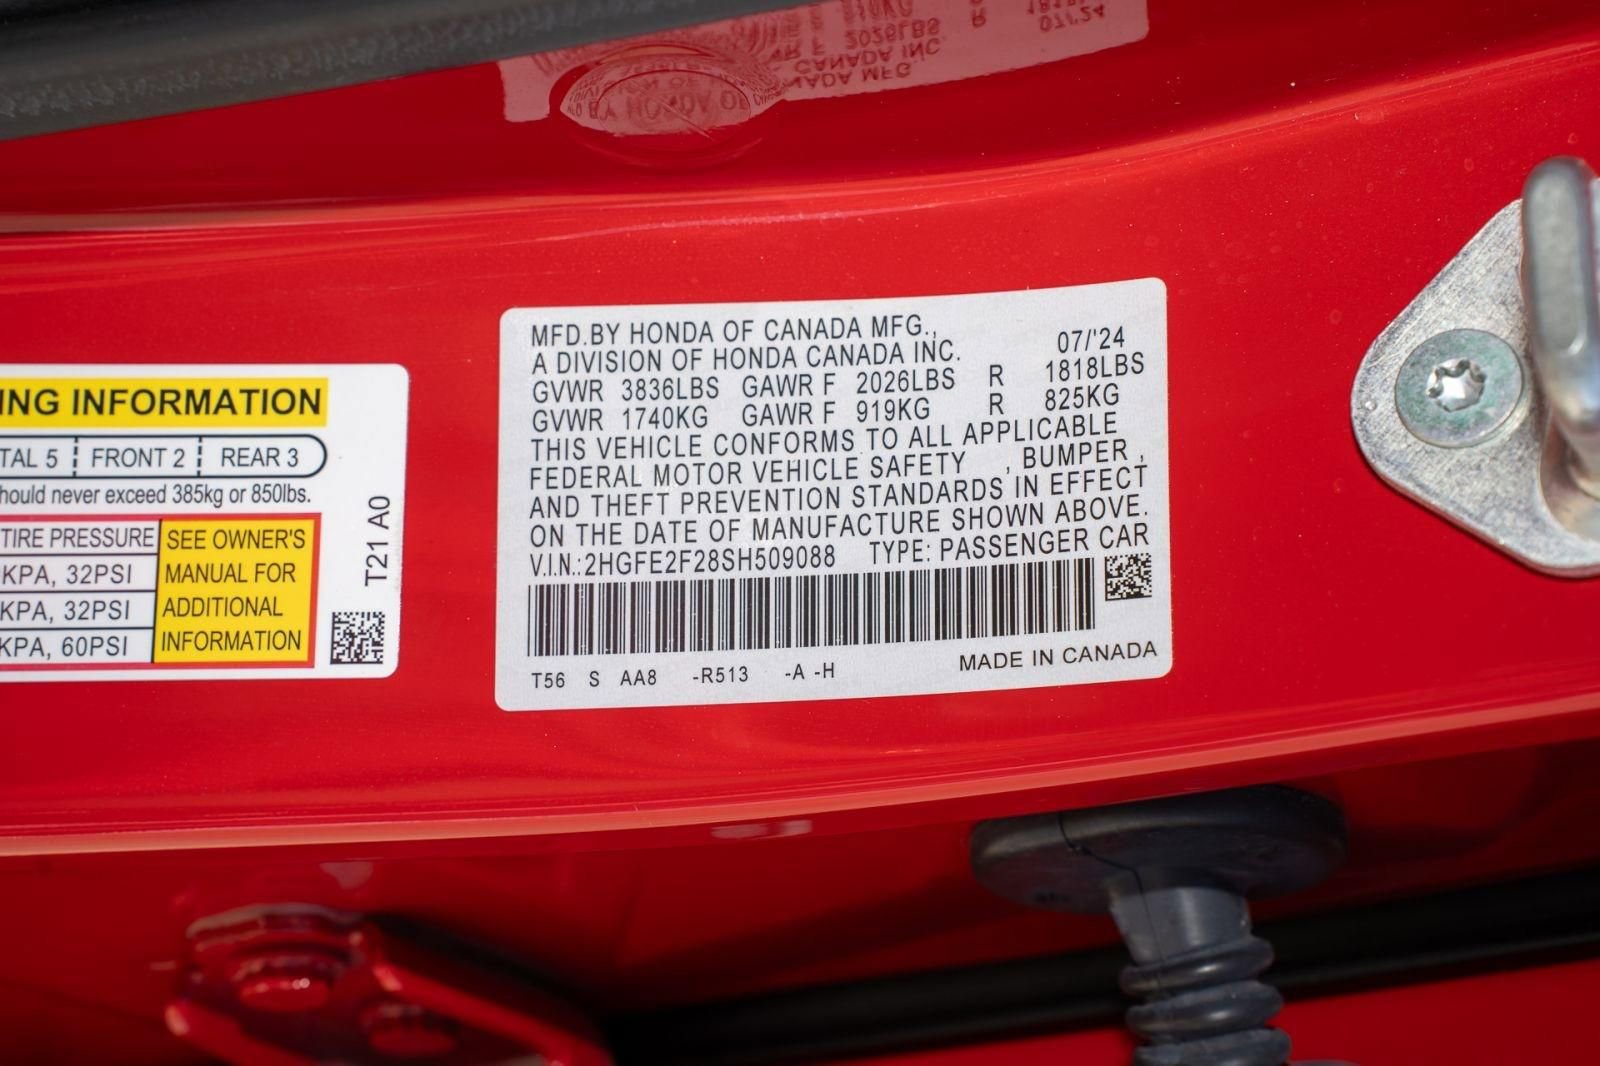 ING INFORMATION
TAL 5 FRONT 2 REAR 3
hould never exceed 385kg or 850lbs.
TIRE PRESSURE
KPA, 32PSI
KPA, 32PSI
KPA, 60PSI
SEE OWNER'S
MANUAL FOR
ADDITIONAL
INFORMATION
T21 A0
MFD.BY HONDA OF CANADA MFG.,
A DIVISION OF HONDA CANADA INC. 07/'24
GVWR 3836LBS GAWR F 2026LBS R 1818LBS
GVWR 1740KG GAWR F 919KG R 825KG
THIS VEHICLE CONFORMS TO ALL APPLICABLE
FEDERAL MOTOR VEHICLE SAFETY , BUMPER ,
AND THEFT PREVENTION STANDARDS IN EFFECT
ON THE DATE OF MANUFACTURE SHOWN ABOVE.
V.I.N.:2HGFE2F28SH509088 TYPE: PASSENGER CAR
T56 S AA8 -R513 -A -H MADE IN CANADA